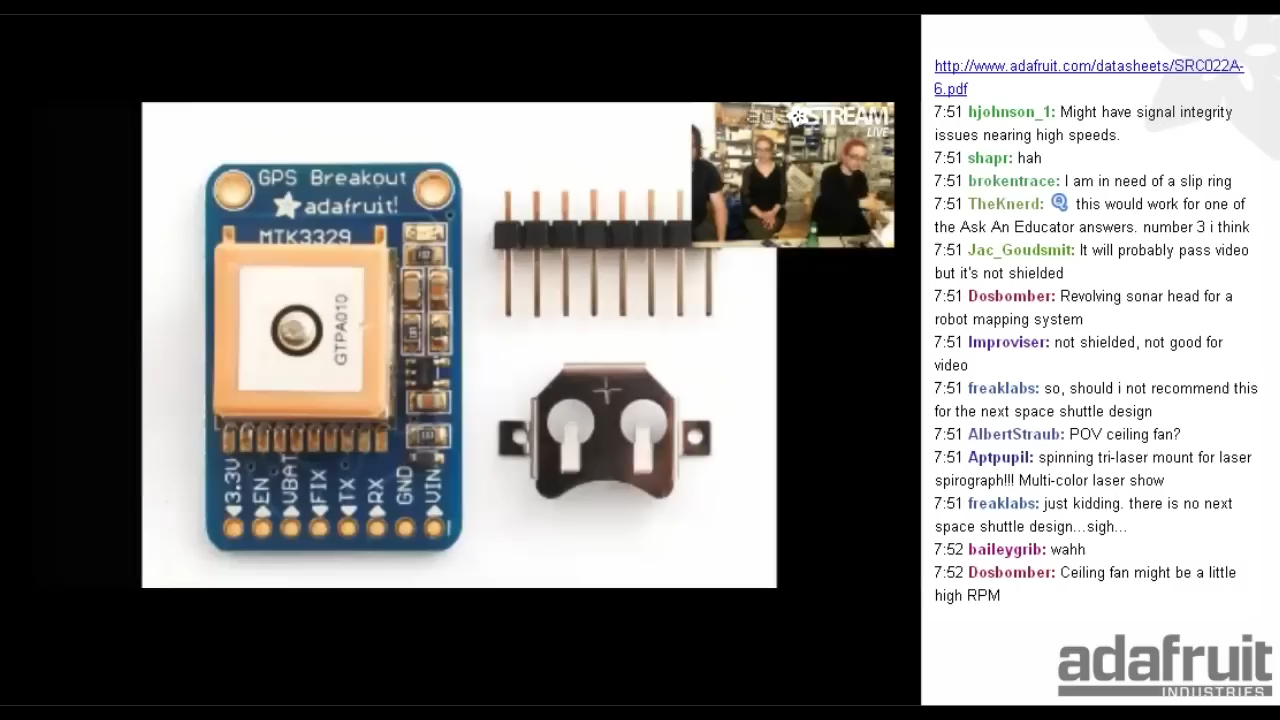 GPS Breakout
adafruit!
MTK3329
GTPA010
3.3V
EN
VBAT
FIX
TX
RX
GND
VIN
STREAM
LIVE
http://www.adafruit.com/datasheets/SRC022A-
6.pdf
7:51 hjohnson_1: Might have signal integrity
issues nearing high speeds.
7:51 shapr: hah
7:51 brokentrace: I am in need of a slip ring
7:51 TheKnerd: this would work for one of
the Ask An Educator answers. number 3 i think
7:51 Jac_Goudsmit: It will probably pass video
but it's not shielded
7:51 Dosbomber: Revolving sonar head for a
robot mapping system
7:51 Improviser: not shielded, not good for
video
7:51 freaklabs: so, should i not recommend this
for the next space shuttle design
7:51 AlbertStraub: POV ceiling fan?
7:51 Aptpupil: spinning tri-laser mount for laser
spirograph!!! Multi-color laser show
7:51 freaklabs: just kidding. there is no next
space shuttle design...sigh...
7:52 baileygrib: wahh
7:52 Dosbomber: Ceiling fan might be a little
high RPM
adafruit
INDUSTRIES